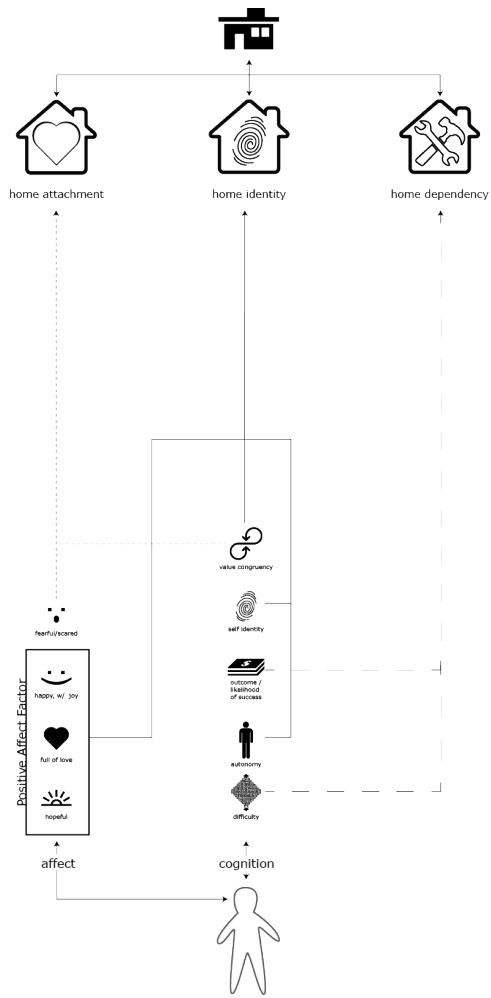 home attachment
home identity
home dependency
value congruency
fearful/scared
self identity
Positive Affect Factor
happy, w/ joy
outcome /
likelihood
of success
full of love
autonomy
hopeful
difficulty
affect
cognition